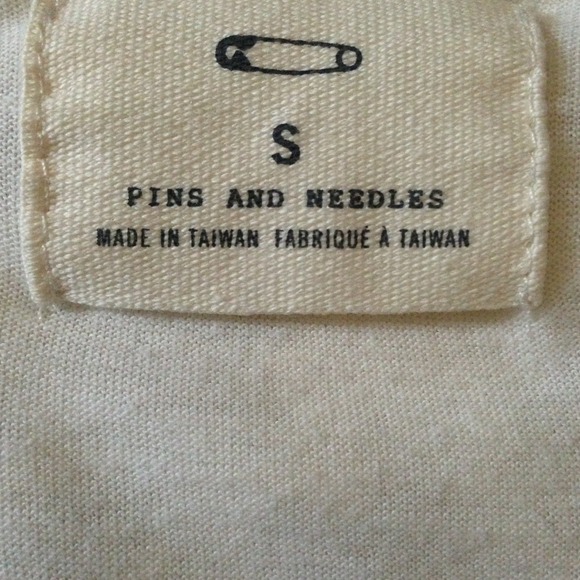 S
PINS AND NEEDLES
MADE IN TAIWAN FABRIQUÉ À TAIWAN